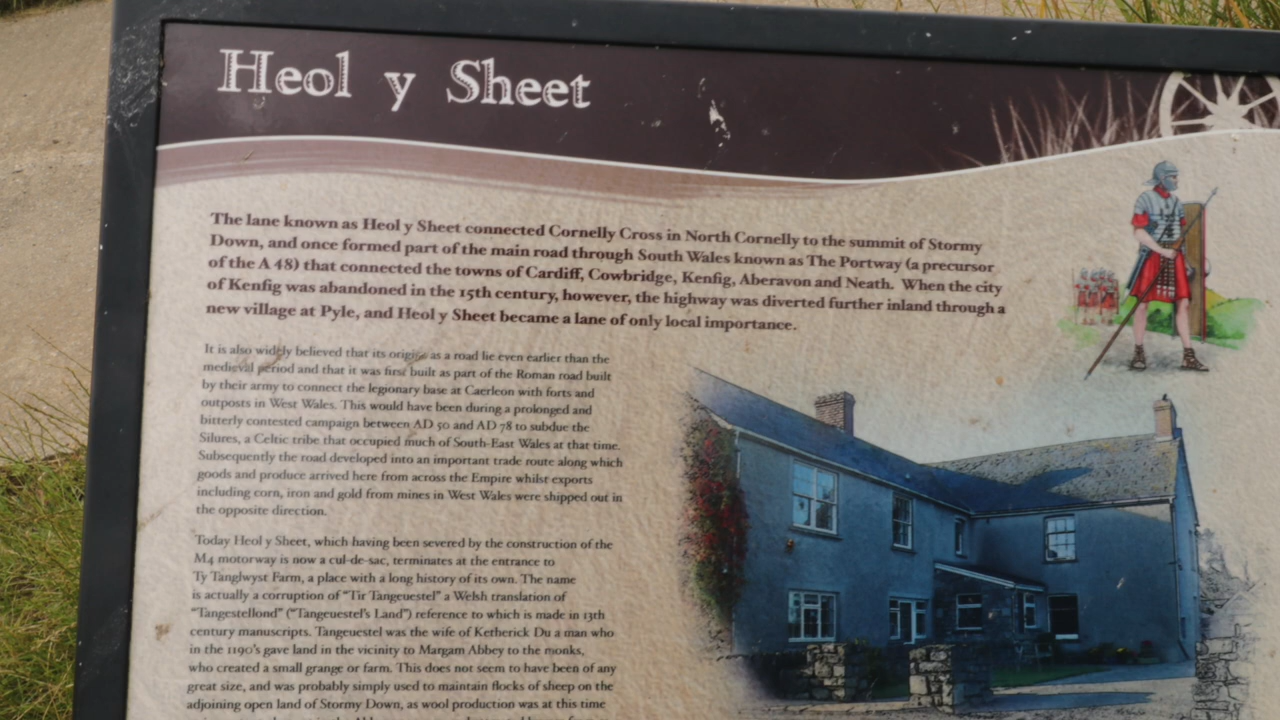 Heol y Sheet
The lane known as Heol y Sheet connected Cornelly Cross in North Cornelly to the summit of Stormy
Down, and once formed part of the main road through South Wales known as The Portway (a precursor
of the A 48) that connected the towns of Cardiff, Cowbridge, Kenfig, Aberavon and Neath. When the city
of Kenfig was abandoned in the 15th century, however, the highway was diverted further inland through a
new village at Pyle, and Heol y Sheet became a lane of only local importance.
It is also widely believed that its origins as a road lie even earlier than the
medieval period and that it was first built as part of the Roman road built
by their army to connect the legionary base at Caerleon with forts and
outposts in West Wales. This would have been during a prolonged and
bitterly contested campaign between AD 50 and AD 78 to subdue the
Silures, a Celtic tribe that occupied much of South-East Wales at that time.
Subsequently the road developed into an important trade route along which
goods and produce arrived here from across the Empire whilst exports
including corn, iron and gold from mines in West Wales were shipped out in
the opposite direction.
Today Heol y Sheet, which having been severed by the construction of the
M4 motorway is now a cul-de-sac, terminates at the entrance to
Ty Tanglwyst Farm, a place with a long history of its own. The name
is actually a corruption of "Tir Tangeuestel" a Welsh translation of
"Tangestellond" ("Tangeuestel's Land") reference to which is made in 13th
century manuscripts. Tangeuestel was the wife of Ketherick Du a man who
in the 1190's gave land in the vicinity to Margam Abbey to the monks,
who created a small grange or farm. This does not seem to have been of any
great size, and was probably simply used to maintain flocks of sheep on the
adjoining open land of Stormy Down, as wool production was at this time